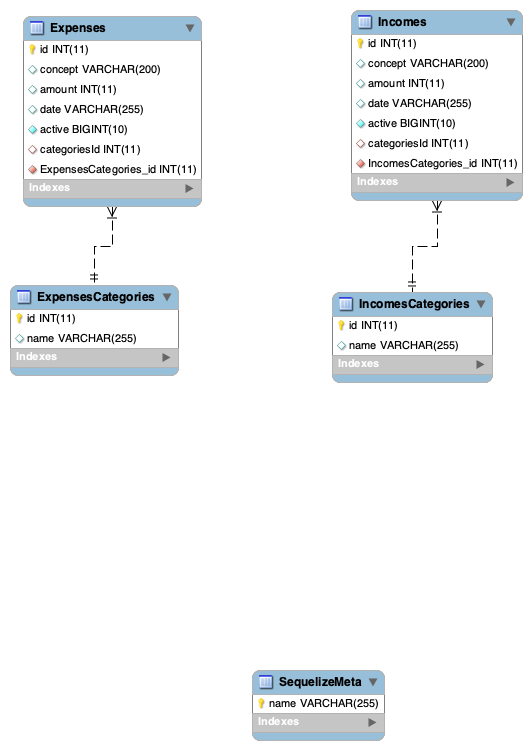 Expenses
id INT(11)
concept VARCHAR(200)
amount INT(11)
date VARCHAR(255)
active BIGINT(10)
categoriesId INT(11)
ExpensesCategories_id INT(11)
Indexes
Incomes
id INT(11)
concept VARCHAR(200)
amount INT(11)
date VARCHAR(255)
active BIGINT(10)
categoriesId INT(11)
IncomesCategories_id INT(11)
Indexes
ExpensesCategories
id INT(11)
name VARCHAR(255)
Indexes
IncomesCategories
id INT(11)
name VARCHAR(255)
Indexes
SequelizeMeta
name VARCHAR(255)
Indexes